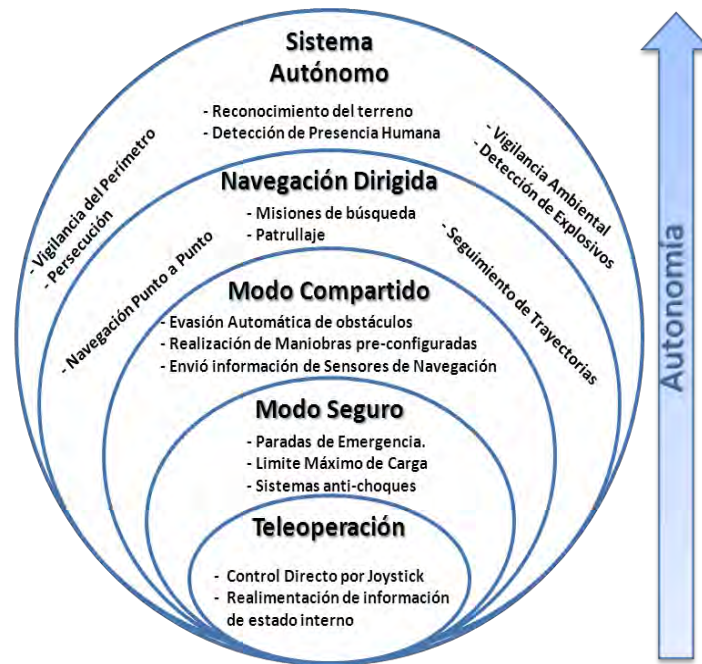 Sistema
Autónomo
- Reconocimiento del terreno
- Detección de Presencia Humana
- Vigilancia del Perímetro
- Persecución
- Vigilancia Ambiental
- Detección de Explosivos
Navegación Dirigida
- Misiones de búsqueda
- Patrullaje
- Navegación Punto a Punto
- Seguimiento de Trayectorias
Modo Compartido
- Evasión Automática de obstáculos
- Realización de Maniobras pre-configuradas
- Envió información de Sensores de Navegación
Modo Seguro
- Paradas de Emergencia.
- Limite Máximo de Carga
- Sistemas anti-choques
Teleoperación
- Control Directo por Joystick
- Realimentación de información
de estado interno
Autonomía